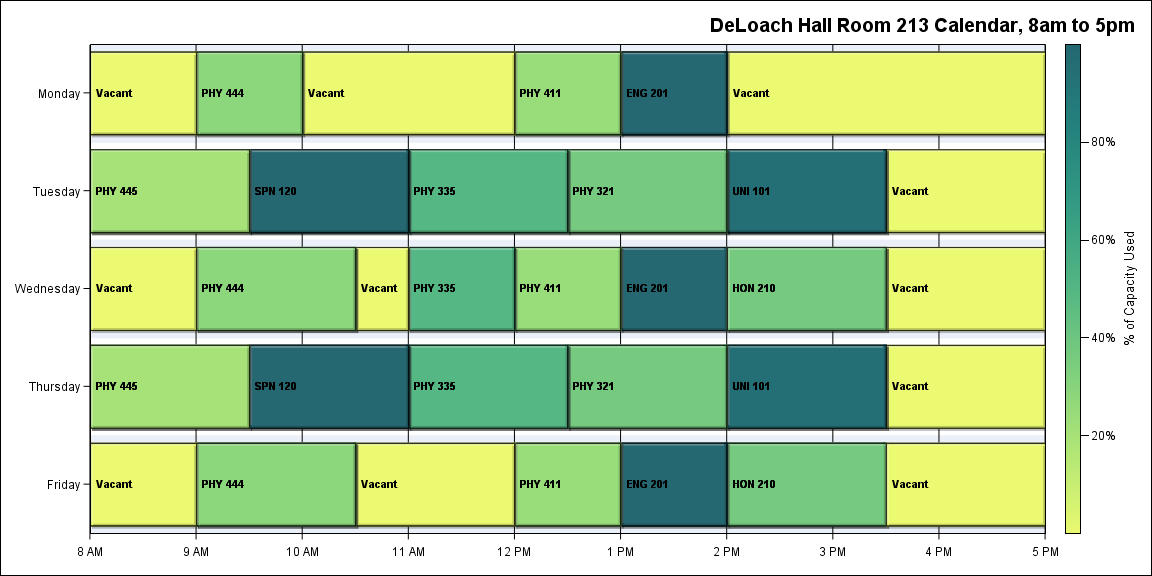 DeLoach Hall Room 213 Calendar, 8am to 5pm
Monday
Vacant
PHY 444
Vacant
PHY 411
ENG 201
Vacant
Tuesday
PHY 445
SPN 120
PHY 335
PHY 321
UNI 101
Vacant
Wednesday
Vacant
PHY 444
Vacant
PHY 335
PHY 411
ENG 201
HON 210
Vacant
Thursday
PHY 445
SPN 120
PHY 335
PHY 321
UNI 101
Vacant
Friday
Vacant
PHY 444
Vacant
PHY 411
ENG 201
HON 210
Vacant
8 AM
9 AM
10 AM
11 AM
12 PM
1 PM
2 PM
3 PM
4 PM
5 PM
80%
60%
40%
20%
% of Capacity Used